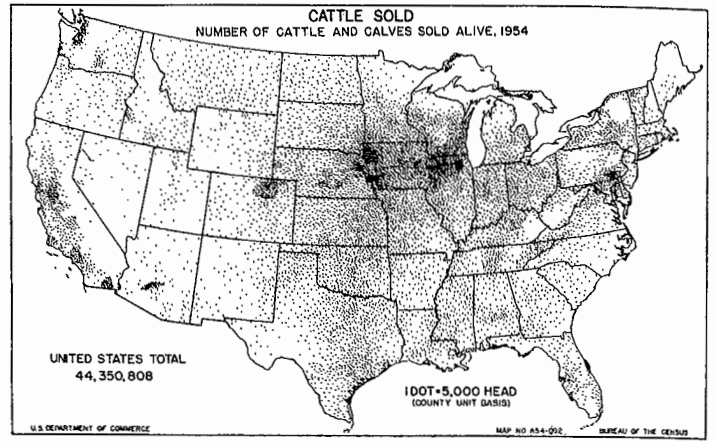 CATTLE SOLD
NUMBER OF CATTLE AND CALVES SOLD ALIVE, 1954
UNITED STATES TOTAL
44,350,808
1 DOT=5,000 HEAD
(COUNTY UNIT BASIS)
U.S. DEPARTMENT OF COMMERCE
MAP NO A54-092
BUREAU OF THE CENSUS